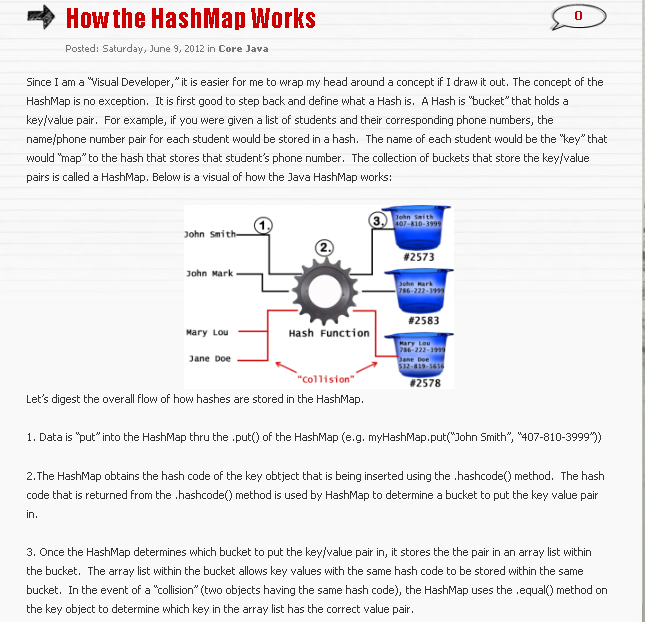 How the HashMap Works
0
Posted: Saturday, June 9, 2012 in Core Java
Since I am a "Visual Developer," it is easier for me to wrap my head around a concept if I draw it out. The concept of the
HashMap is no exception. It is first good to step back and define what a Hash is. A Hash is "bucket" that holds a
key/value pair. For example, if you were given a list of students and their corresponding phone numbers, the
name/phone number pair for each student would be stored in a hash. The name of each student would be the "key" that
would "map" to the hash that stores that student's phone number. The collection of buckets that store the key/value
pairs is called a HashMap. Below is a visual of how the Java HashMap works:
1.
John Smith
2.
3.
John Smith
407-810-3999
#2573
John Mark
John Mark
786-222-3999
#2583
Mary Lou
Hash Function
Jane Doe
Mary Lou
786-222-3999
Jane Doe
532-819-5656
"Collision"
#2578
Let's digest the overall flow of how hashes are stored in the HashMap.
1. Data is "put" into the HashMap thru the .put() of the HashMap (e.g. myHashMap.put("John Smith", "407-810-3999"))
2.The HashMap obtains the hash code of the key obtject that is being inserted using the .hashcode() method. The hash
code that is returned from the .hashcode() method is used by HashMap to determine a bucket to put the key value pair
in.
3. Once the HashMap determines which bucket to put the key/value pair in, it stores the the pair in an array list within
the bucket. The array list within the bucket allows key values with the same hash code to be stored within the same
bucket. In the event of a "collision" (two objects having the same hash code), the HashMap uses the .equal() method on
the key object to determine which key in the array list has the correct value pair.